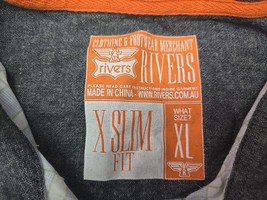 CLOTHING & FOOTWEAR MERCHANT
rivers
RIVERS
PLEASE READ CARE INSTRUCTIONS INSIDE GARMENT
MADE IN CHINA - WWW.RIVERS.COM.AU
X SLIM
FIT
WHAT
SIZE?
XL